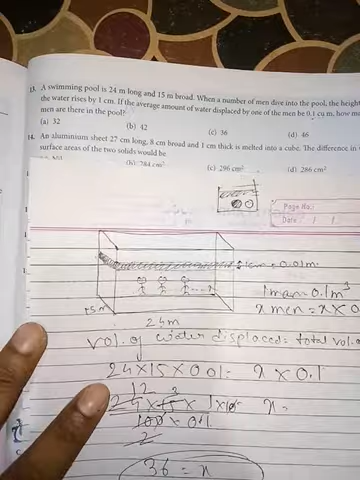 13. A swimming pool is 24 m long and 15 m broad. When a number of men dive into the pool, the height
the water rises by 1 cm. If the average amount of water displaced by one of the men be 0.1 cu m, how m
men are there in the pool?
(a) 32 (b) 42 (c) 36 (d) 46
14. An aluminium sheet 27 cm long, 8 cm broad and 1 cm thick is melted into a cube. The difference in
surface areas of the two solids would be
(b) 284 cm² (c) 296 cm² (d) 286 cm²
Page No.
Date / /
1cm = 0.01m
1man = 0.1m³
x men = x × 0
15m
24m
Vol. of water displaced = total vol. o
24×15×0.01 = x × 0.1
36 = x